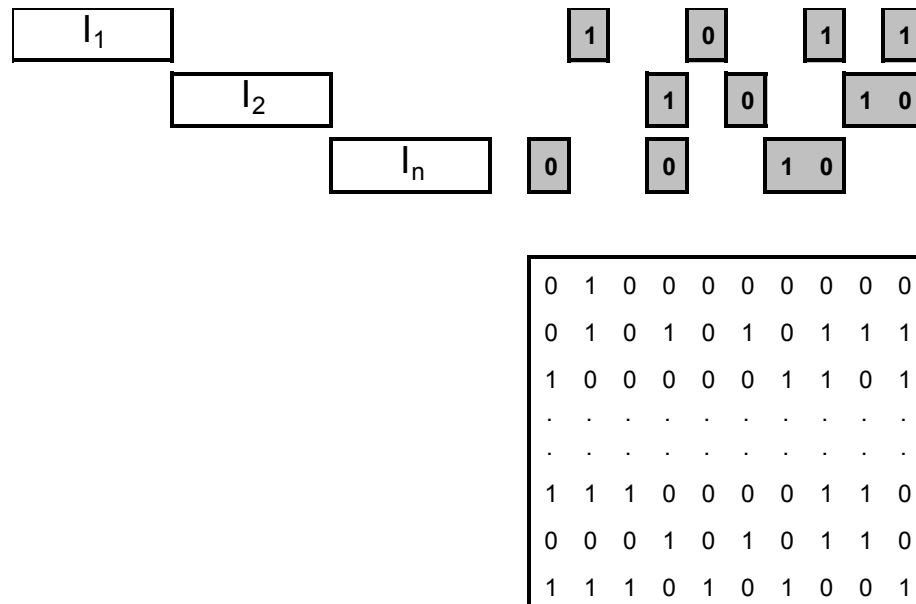 I1 1 0 1 1
I2 1 0 1 0
In 0 0 1 0
0 1 0 0 0 0 0 0 0 0
0 1 0 1 0 1 0 1 1 1
1 0 0 0 0 0 1 1 0 1
. . . . . . . . . .
. . . . . . . . . .
1 1 1 0 0 0 0 1 1 0
0 0 0 1 0 1 0 1 1 0
1 1 1 0 1 0 1 0 0 1